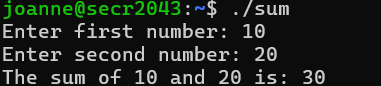 joanne@secr2043:~$ ./sum
Enter first number: 10
Enter second number: 20
The sum of 10 and 20 is: 30